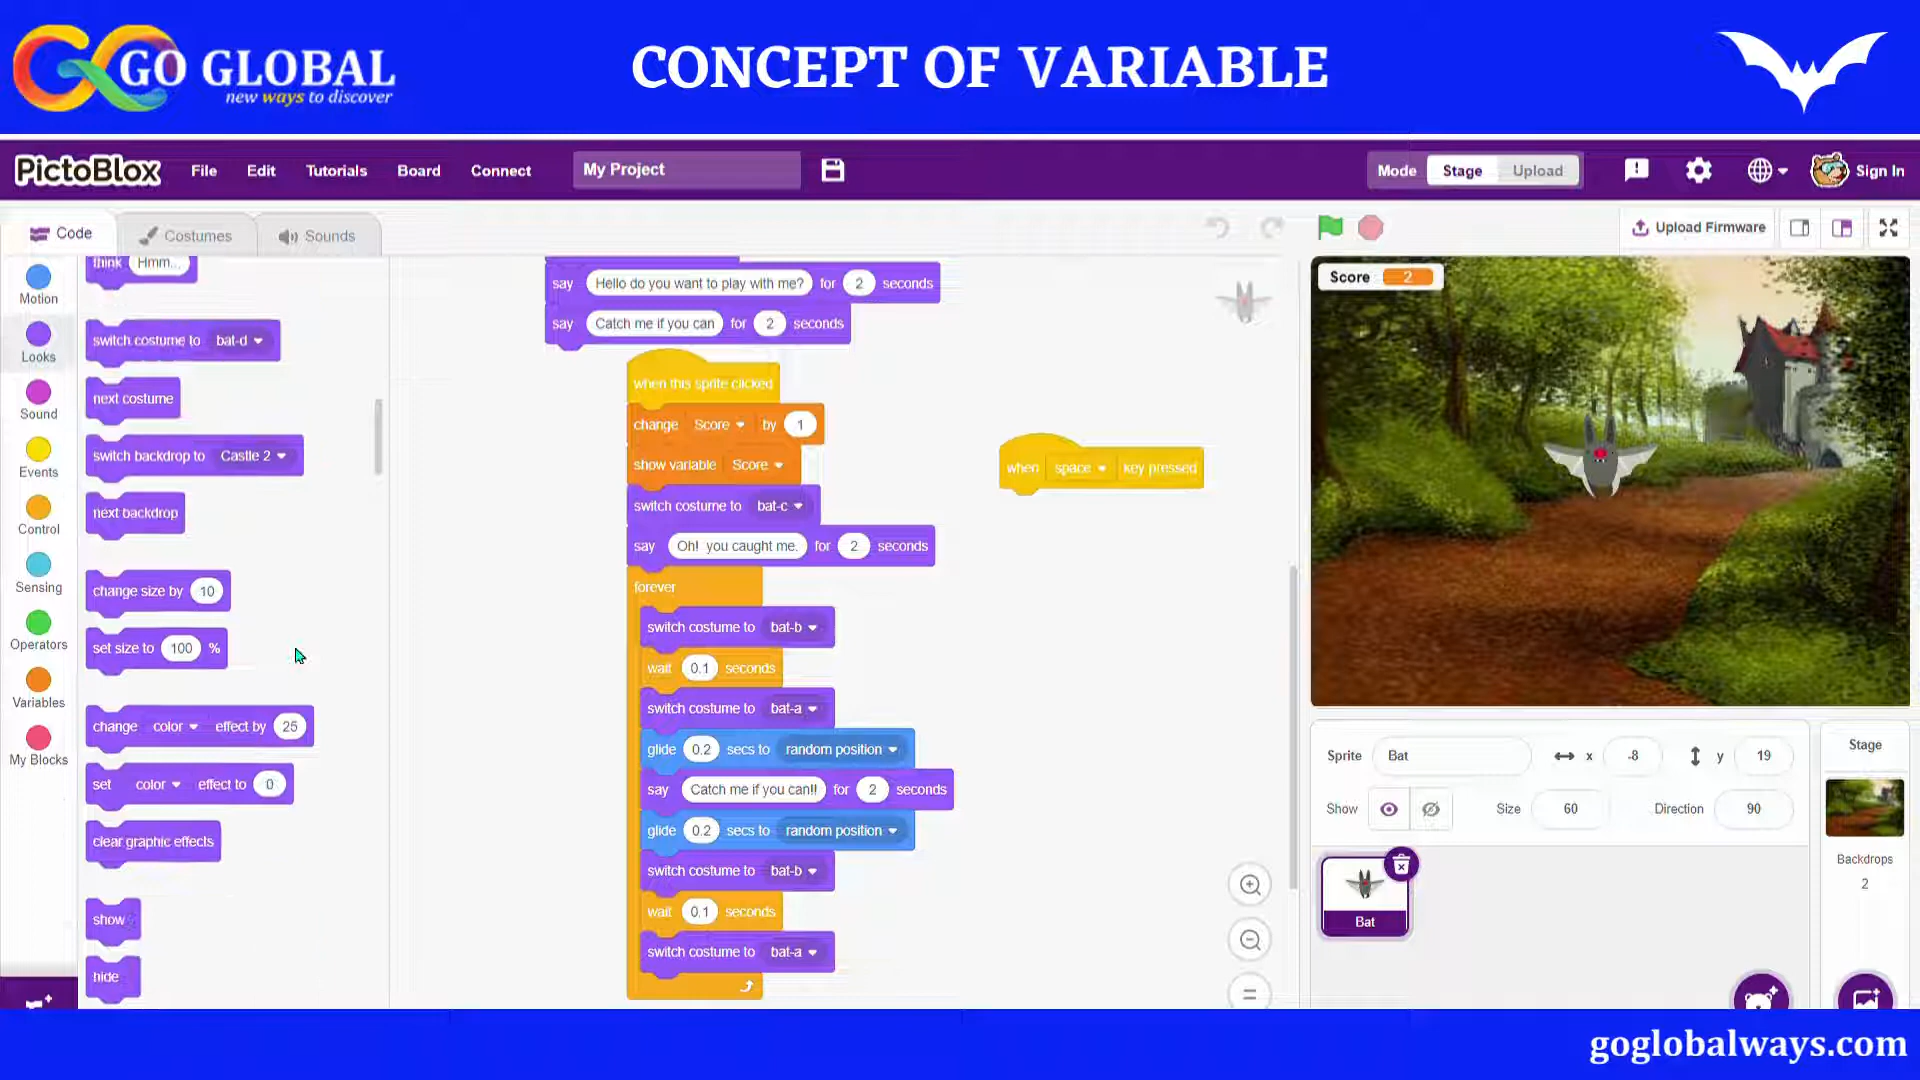 GO GLOBAL
new ways to discover
CONCEPT OF VARIABLE
PictoBlox File Edit Tutorials Board Connect My Project Mode Stage Upload Sign In
Code Costumes Sounds
Upload Firmware
Motion
Looks
Sound
Events
Control
Sensing
Operators
Variables
My Blocks
think Hmm...
switch costume to bat-d
next costume
switch backdrop to Castle 2
next backdrop
change size by 10
set size to 100 %
change color effect by 25
set color effect to 0
clear graphic effects
show
hide
say Hello do you want to play with me? for 2 seconds
say Catch me if you can for 2 seconds
when this sprite clicked
change Score by 1
show variable Score
switch costume to bat-c
say Oh! you caught me. for 2 seconds
forever
switch costume to bat-b
wait 0.1 seconds
switch costume to bat-a
glide 0.2 secs to random position
say Catch me if you can!! for 2 seconds
glide 0.2 secs to random position
switch costume to bat-b
wait 0.1 seconds
switch costume to bat-a
when space key pressed
Score 2
Sprite Bat x -8 y 19
Show Size 60 Direction 90
Bat
Stage
Backdrops
2
goglobalways.com